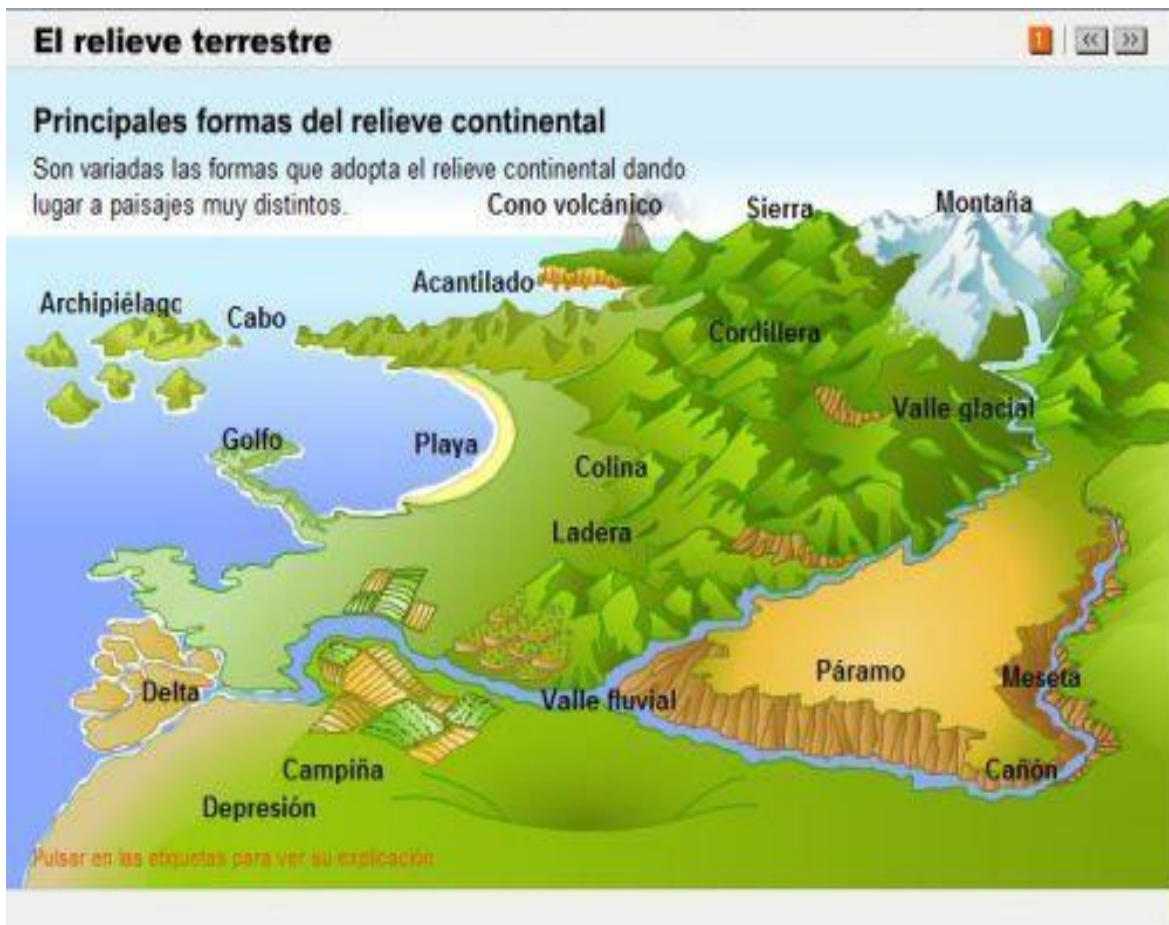 El relieve terrestre
1
Principales formas del relieve continental
Son variadas las formas que adopta el relieve continental dando
lugar a paisajes muy distintos.
Cono volcánico
Sierra
Montaña
Acantilado
Archipiélago
Cabo
Cordillera
Valle glacial
Golfo
Playa
Colina
Ladera
Páramo
Meseta
Delta
Valle fluvial
Campiña
Cañón
Depresión
Pulsar en las etiquetas para ver su explicación